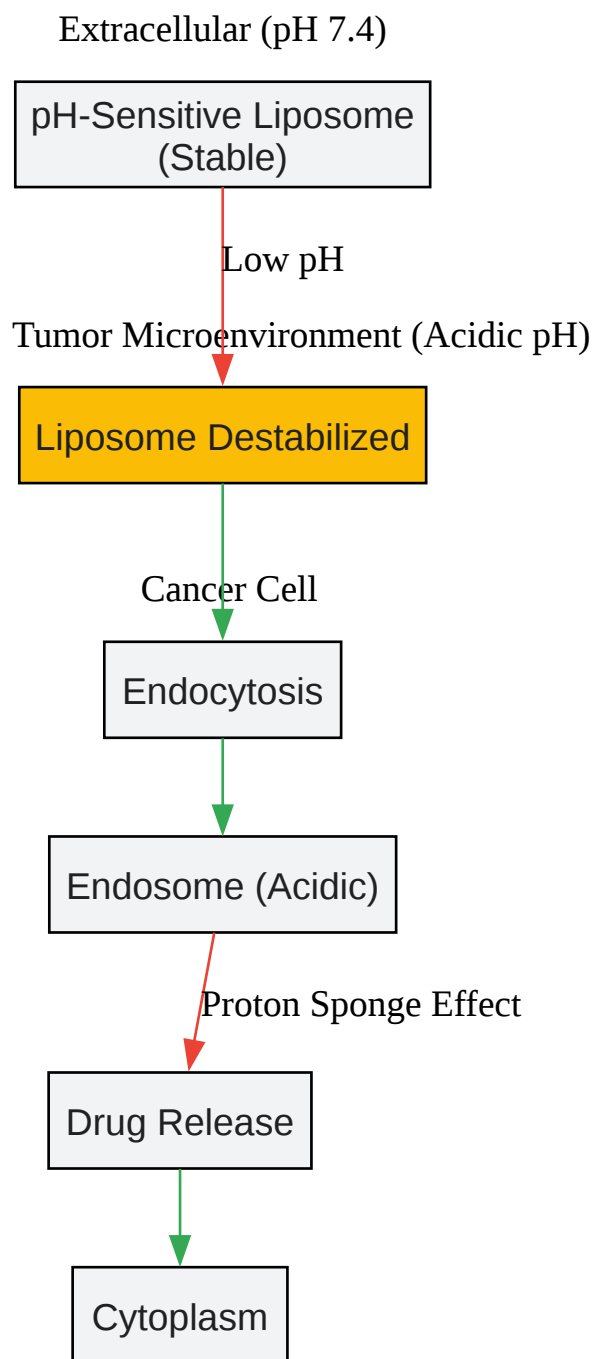 Extracellular (pH 7.4)
pH-Sensitive Liposome
(Stable)
Low pH
Tumor Microenvironment (Acidic pH)
Liposome Destabilized
Cancer Cell
Endocytosis
Endosome (Acidic)
Proton Sponge Effect
Drug Release
Cytoplasm